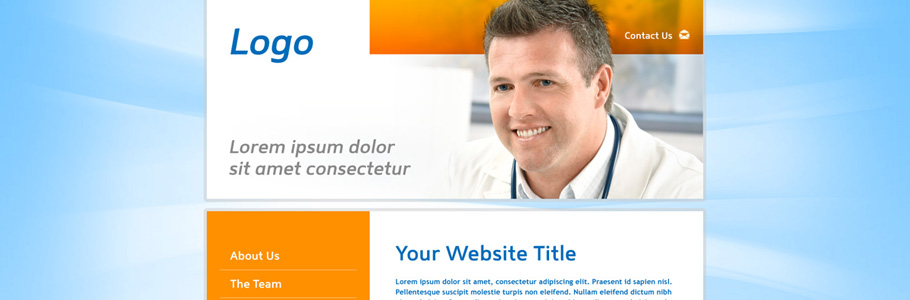 Logo
Contact Us
Lorem ipsum dolor
sit amet consectetur
About Us
The Team
Your Website Title
Lorem ipsum dolor sit amet, consectetur adipiscing elit. Praesent id sapien nisl.
Pellentesque suscipit molestie turpis non eleifend. Nullam eleifend dictum nibh